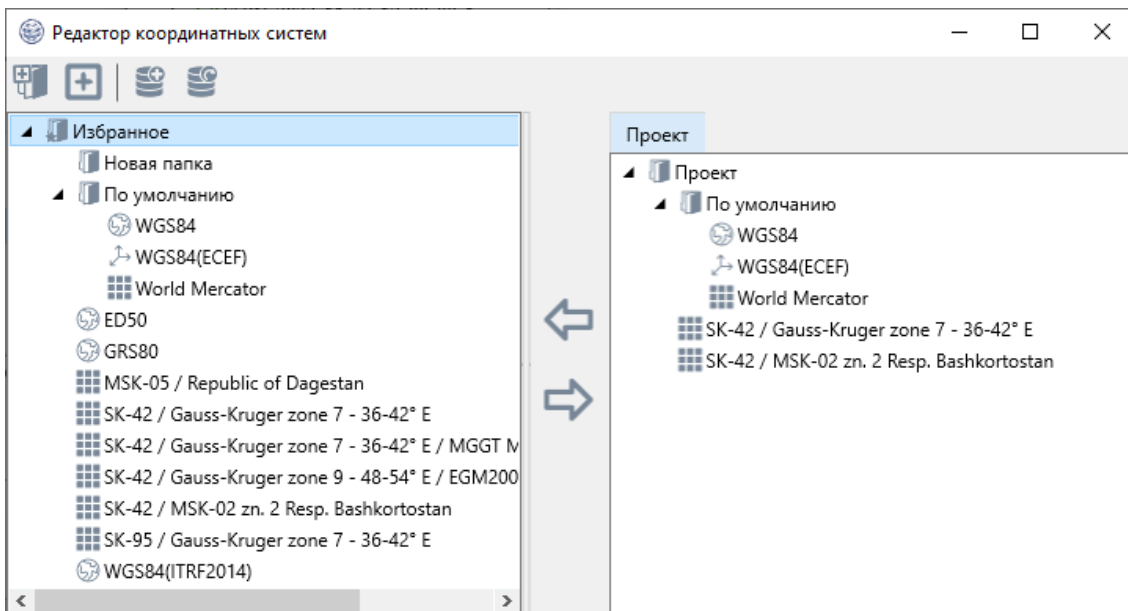 Редактор координатных систем
Избранное
Новая папка
По умолчанию
WGS84
WGS84(ECEF)
World Mercator
ED50
GRS80
MSK-05 / Republic of Dagestan
SK-42 / Gauss-Kruger zone 7 - 36-42° E
SK-42 / Gauss-Kruger zone 7 - 36-42° E / MGGT M
SK-42 / Gauss-Kruger zone 9 - 48-54° E / EGM200
SK-42 / MSK-02 zn. 2 Resp. Bashkortostan
SK-95 / Gauss-Kruger zone 7 - 36-42° E
WGS84(ITRF2014)
Проект
Проект
По умолчанию
WGS84
WGS84(ECEF)
World Mercator
SK-42 / Gauss-Kruger zone 7 - 36-42° E
SK-42 / MSK-02 zn. 2 Resp. Bashkortostan